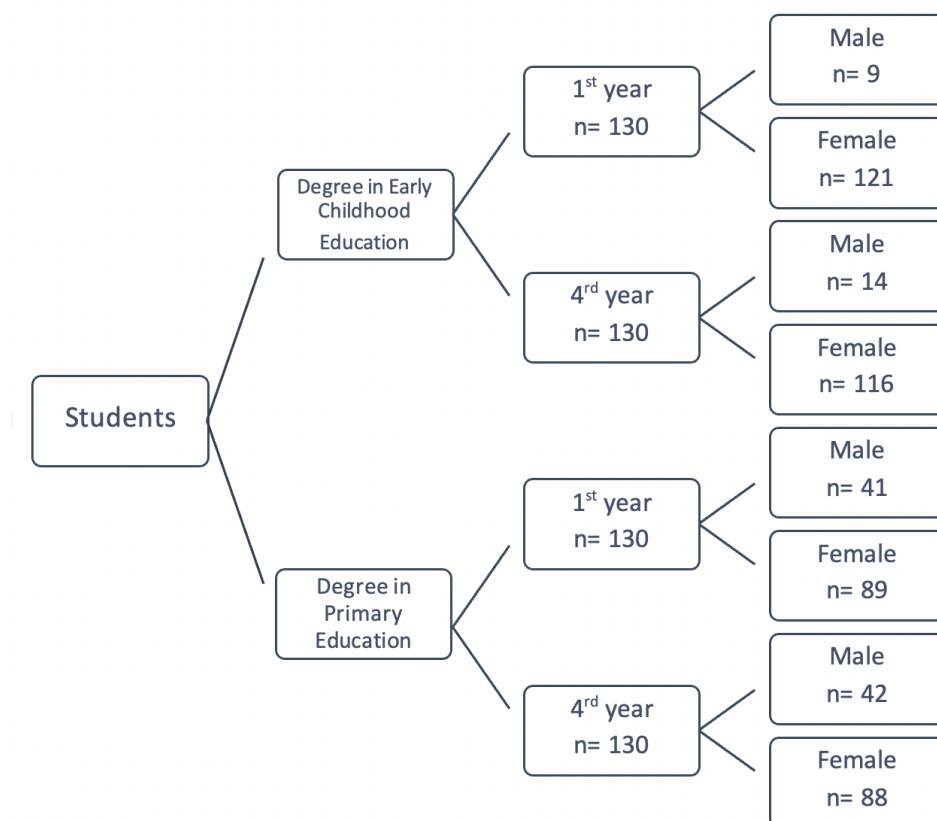 Students
Degree in Early
Childhood
Education
1st year
n= 130
Male
n= 9
Female
n= 121
4rd year
n= 130
Male
n= 14
Female
n= 116
Degree in
Primary
Education
1st year
n= 130
Male
n= 41
Female
n= 89
4rd year
n= 130
Male
n= 42
Female
n= 88